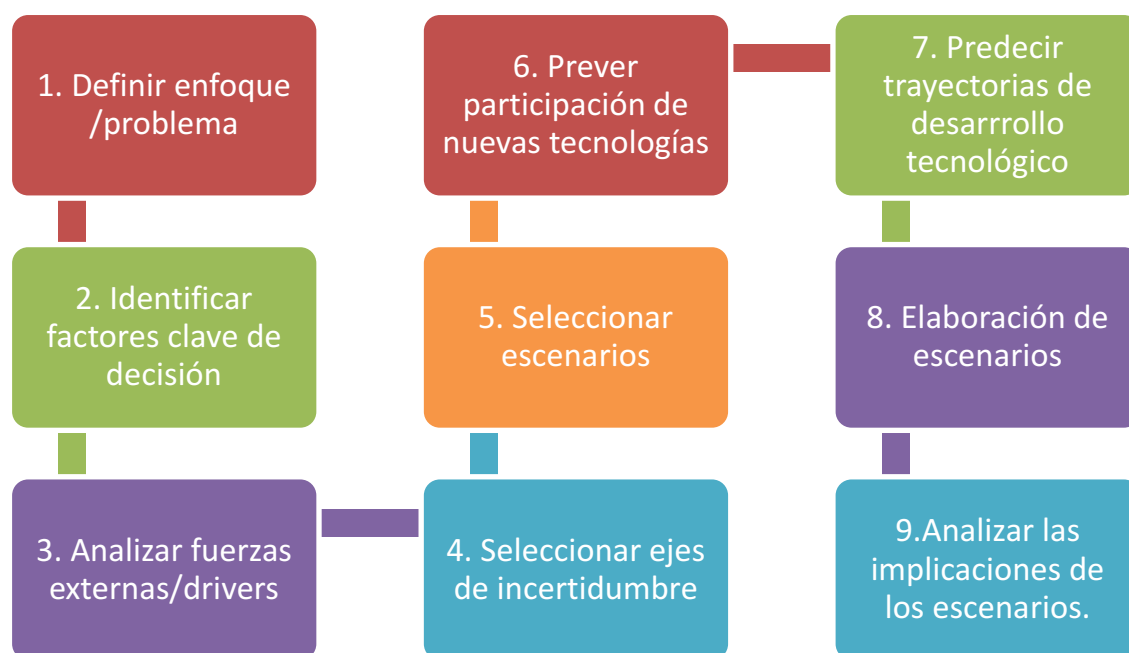 1. Definir enfoque
/problema
2. Identificar
factores clave de
decisión
3. Analizar fuerzas
externas/drivers
4. Seleccionar ejes
de incertidumbre
5. Seleccionar
escenarios
6. Prever
participación de
nuevas tecnologías
7. Predecir
trayectorias de
desarrrollo
tecnológico
8. Elaboración de
escenarios
9.Analizar las
implicaciones de
los escenarios.